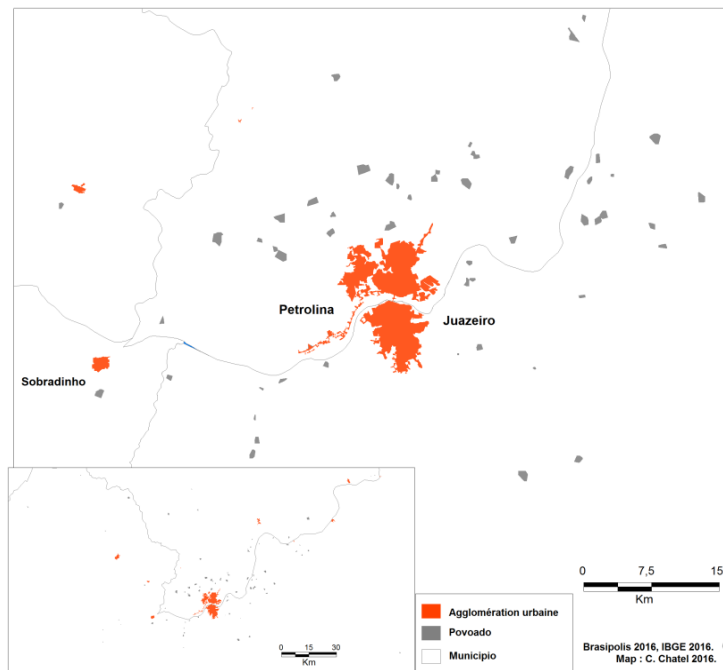 Petrolina
Juazeiro
Sobradinho
0 7,5 15
Km
0 15 30
Km
Agglomération urbaine
Povoado
Municipio
Brasipolis 2016, IBGE 2016.
Map : C. Chatel 2016.